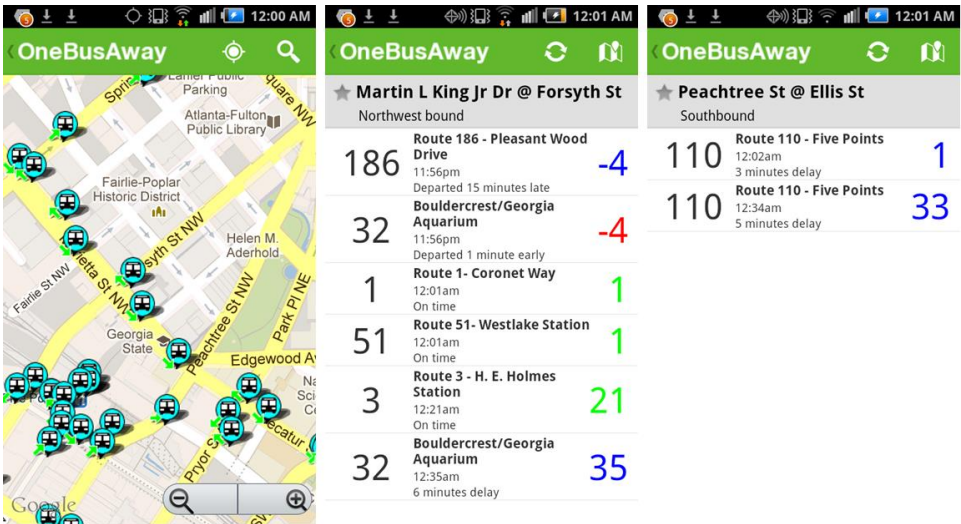 12:00 AM
OneBusAway
Parking
Atlanta-Fulton
Public Library
Fairlie-Poplar
Historic District
Helen M.
Aderhold
Fairlie St NW
Georgia
State
Peachtree St NW
Park Pl NE
Edgewood
Pryor S
Google
12:01 AM
OneBusAway
Martin L King Jr Dr @ Forsyth St
Northwest bound
186
Route 186 - Pleasant Wood
Drive
11:56pm
Departed 15 minutes late
-4
32
Bouldercrest/Georgia
Aquarium
11:56pm
Departed 1 minute early
-4
1
Route 1- Coronet Way
12:01am
On time
1
51
Route 51- Westlake Station
12:01am
On time
1
3
Route 3 - H. E. Holmes
Station
12:21am
On time
21
32
Bouldercrest/Georgia
Aquarium
12:35am
6 minutes delay
35
12:01 AM
OneBusAway
Peachtree St @ Ellis St
Southbound
110
Route 110 - Five Points
12:02am
3 minutes delay
1
110
Route 110 - Five Points
12:34am
5 minutes delay
33